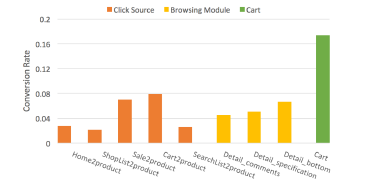 Click Source Browsing Module Cart
Conversion Rate
0.2
0.16
0.12
0.08
0.04
0
Home2product
ShopList2product
Sale2product
Cart2product
SearchList2product
Detail_comments
Detail_specification
Detail_bottom
Cart